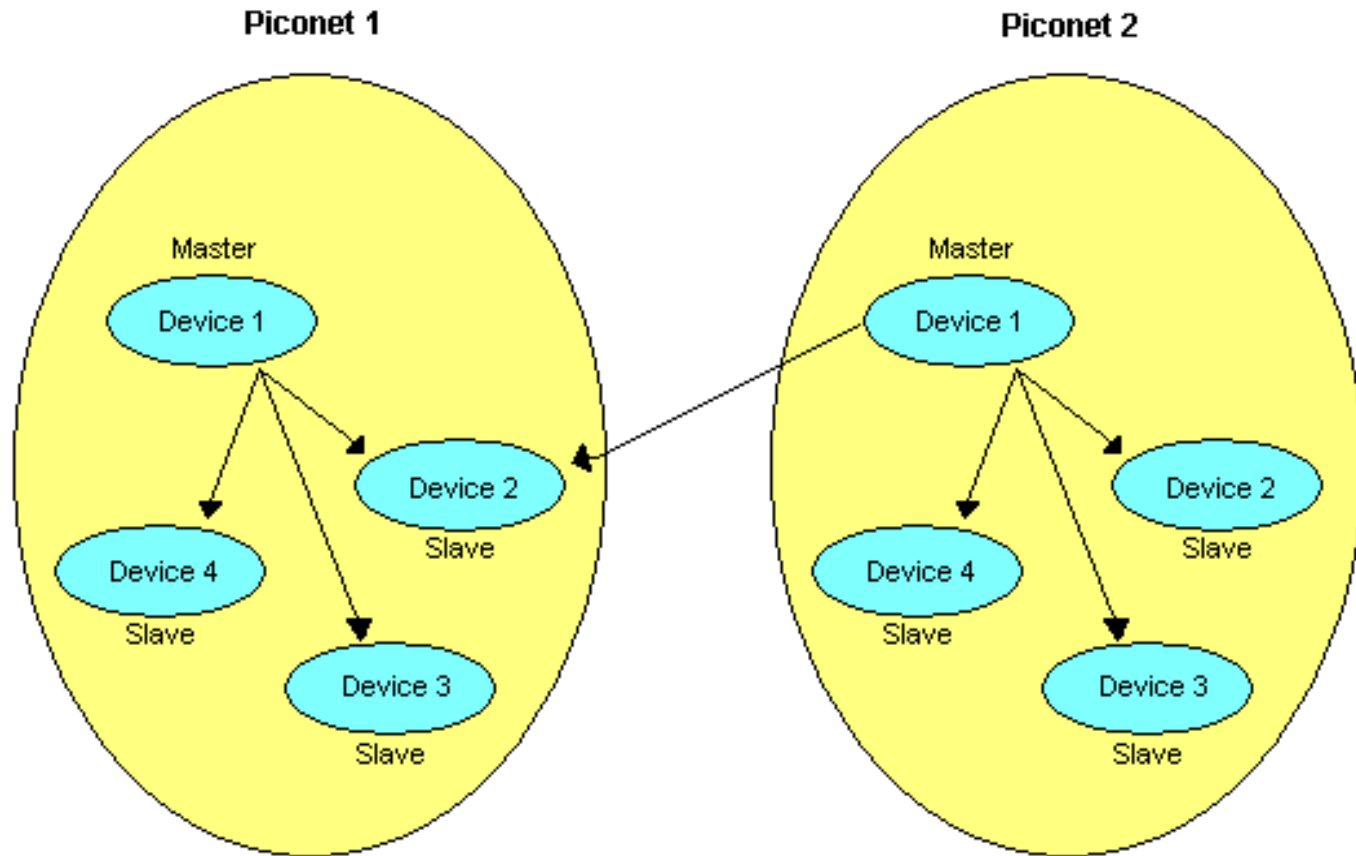 Piconet 1
Master
Device 1
Device 2
Slave
Device 4
Slave
Device 3
Slave
Piconet 2
Master
Device 1
Device 2
Slave
Device 4
Slave
Device 3
Slave